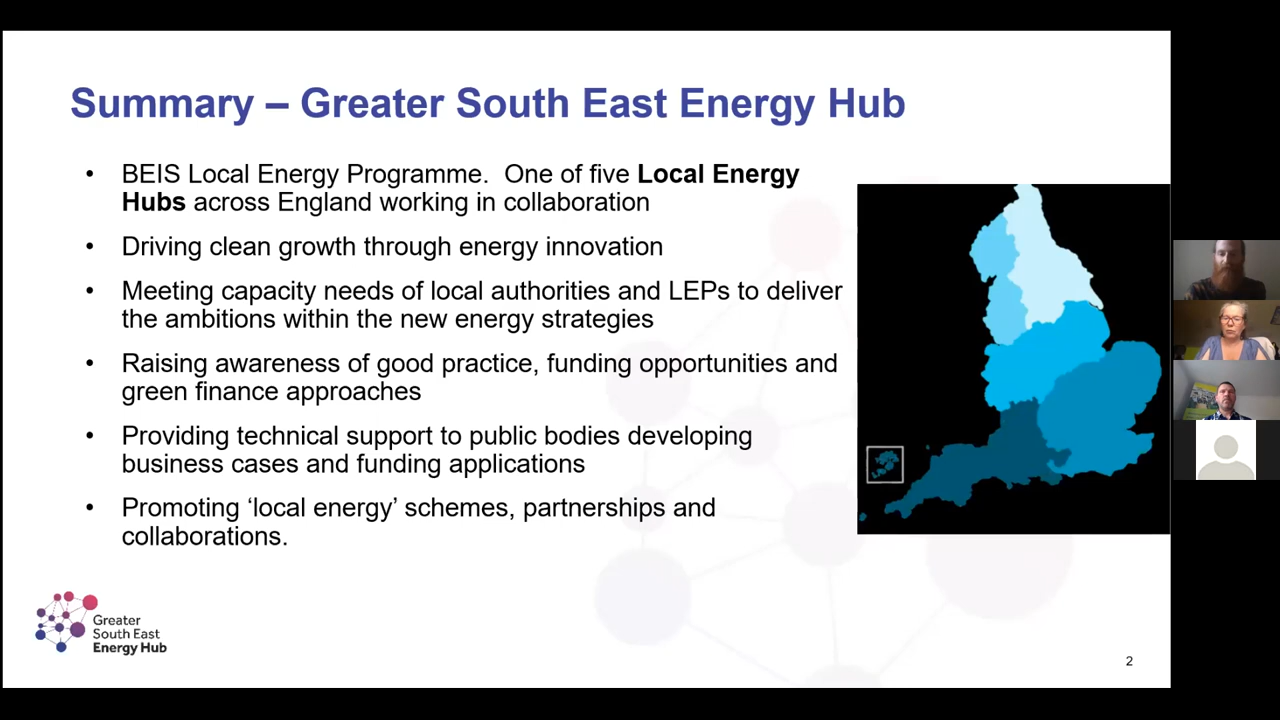 Summary – Greater South East Energy Hub
• BEIS Local Energy Programme.  One of five Local Energy
Hubs across England working in collaboration
• Driving clean growth through energy innovation
• Meeting capacity needs of local authorities and LEPs to deliver
the ambitions within the new energy strategies
• Raising awareness of good practice, funding opportunities and
green finance approaches
• Providing technical support to public bodies developing
business cases and funding applications
• Promoting ‘local energy’ schemes, partnerships and
collaborations.
Greater
South East
Energy Hub
2